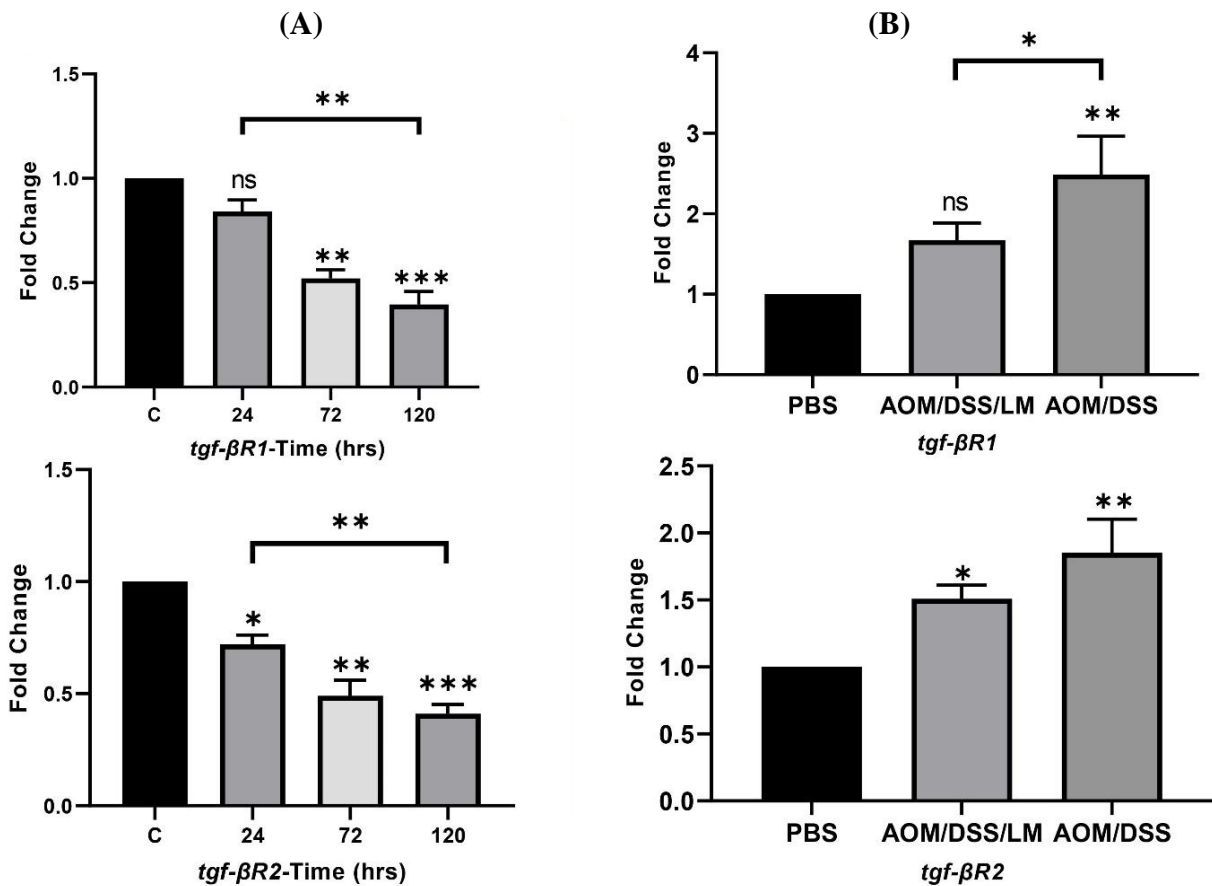 (A)
(B)
1.5
1.0
0.5
0.0
Fold Change
**
ns
**
***
C 24 72 120
tgf-βR1-Time (hrs)
4
3
2
1
0
Fold Change
*
ns
**
PBS AOM/DSS/LM AOM/DSS
tgf-βR1
1.5
1.0
0.5
0.0
Fold Change
**
*
**
***
C 24 72 120
tgf-βR2-Time (hrs)
2.5
2.0
1.5
1.0
0.5
0.0
Fold Change
*
**
PBS AOM/DSS/LM AOM/DSS
tgf-βR2